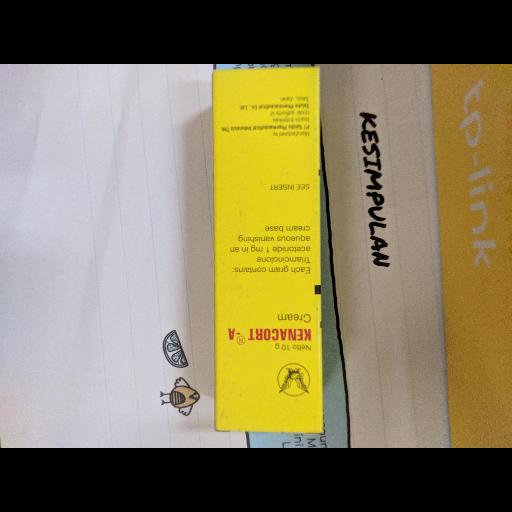 Netto 10 g
KENACORT®-A
Cream
Each gram contains:
Triamcinolone
acetonide 1 mg in an
aqueous vanishing
cream base
SEE INSERT
Manufactured by
PT Taisho Pharmaceutical Indonesia Tbk.
Under authority of
Taisho Pharmaceutical Co., Ltd.
Tokyo, Japan
KESIMPULAN
tp-link